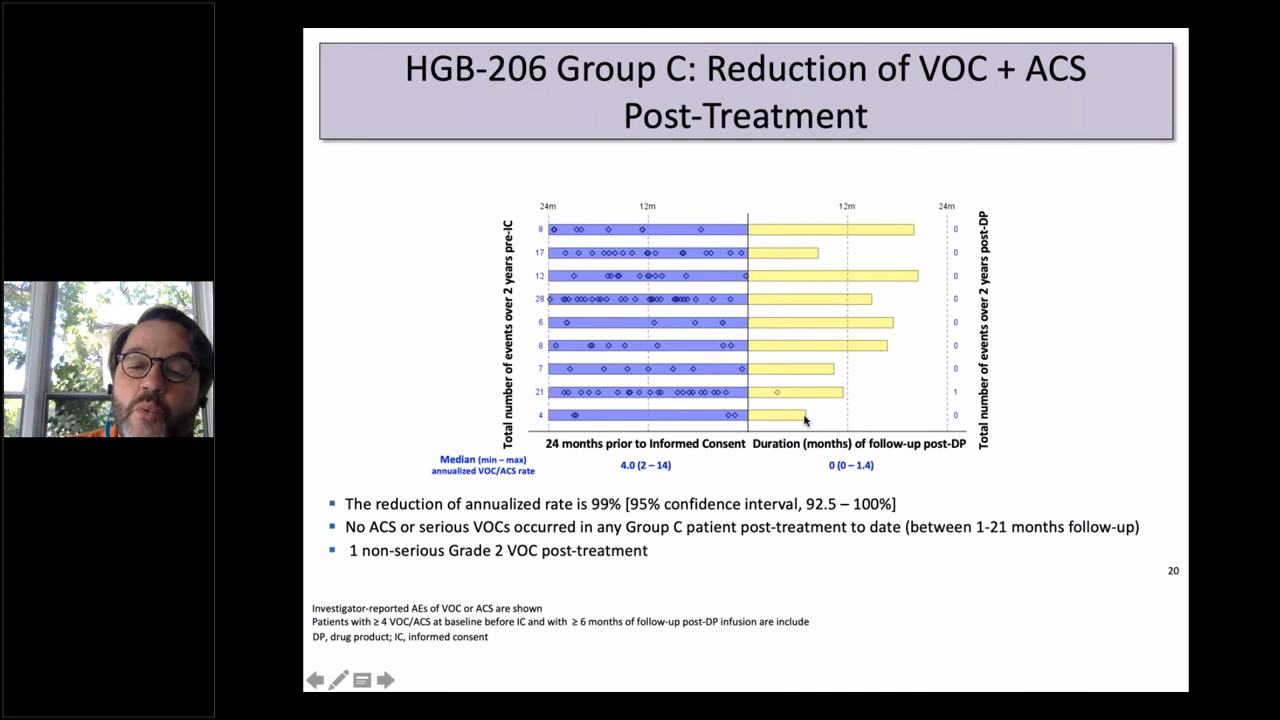 HGB-206 Group C: Reduction of VOC + ACS
Post-Treatment
24m 12m 12m 24m
Total number of events over 2 years pre-IC
Total number of events over 2 years post-DP
8 0
17 0
12 0
28 0
6 0
8 0
7 0
21 1
4 0
24 months prior to Informed Consent Duration (months) of follow-up post-DP
Median (min – max)
annualized VOC/ACS rate
4.0 (2 – 14) 0 (0 – 1.4)
▪ The reduction of annualized rate is 99% [95% confidence interval, 92.5 – 100%]
▪ No ACS or serious VOCs occurred in any Group C patient post-treatment to date (between 1-21 months follow-up)
▪ 1 non-serious Grade 2 VOC post-treatment
20
Investigator-reported AEs of VOC or ACS are shown
Patients with ≥ 4 VOC/ACS at baseline before IC and with ≥ 6 months of follow-up post-DP infusion are include
DP, drug product; IC, informed consent